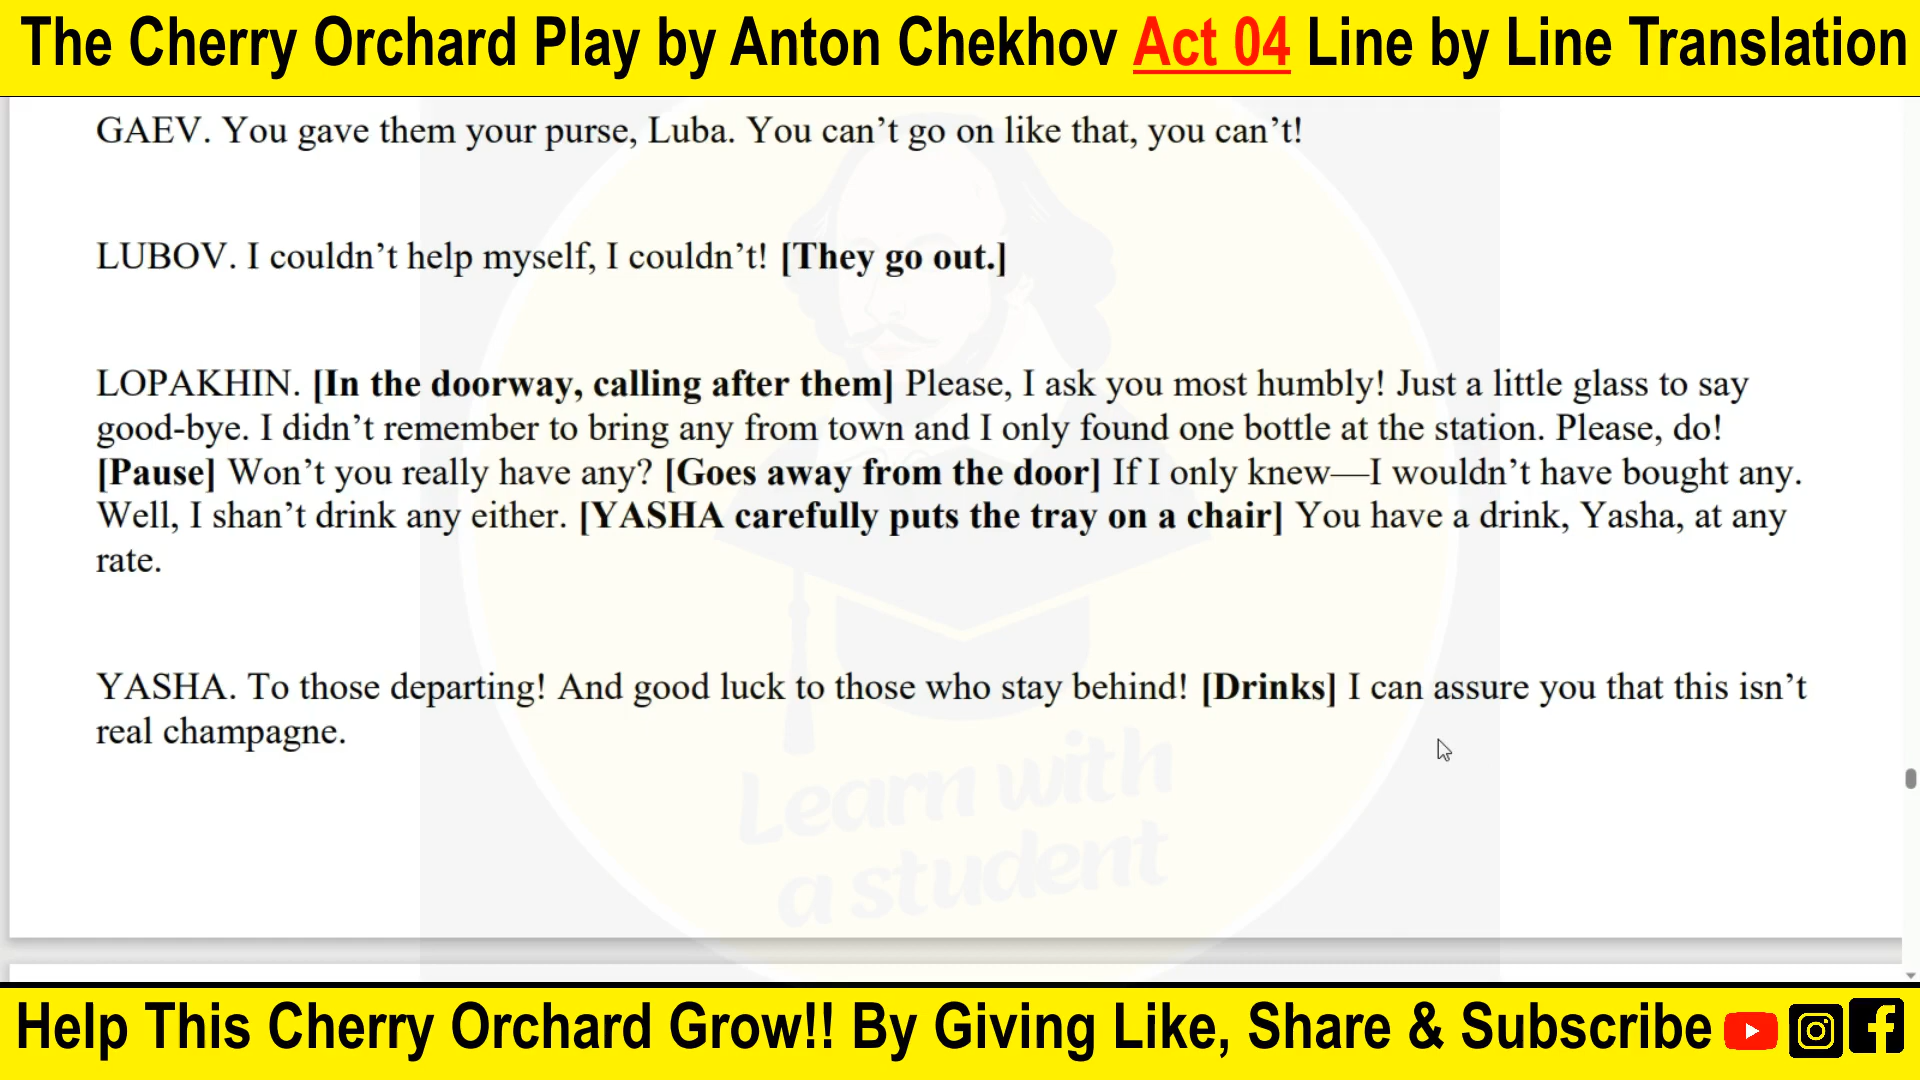 The Cherry Orchard Play by Anton Chekhov Act 04 Line by Line Translation
GAEV. You gave them your purse, Luba. You can’t go on like that, you can’t!
LUBOV. I couldn’t help myself, I couldn’t! [They go out.]
LOPAKHIN. [In the doorway, calling after them] Please, I ask you most humbly! Just a little glass to say
good-bye. I didn’t remember to bring any from town and I only found one bottle at the station. Please, do!
[Pause] Won’t you really have any? [Goes away from the door] If I only knew—I wouldn’t have bought any.
Well, I shan’t drink any either. [YASHA carefully puts the tray on a chair] You have a drink, Yasha, at any
rate.
YASHA. To those departing! And good luck to those who stay behind! [Drinks] I can assure you that this isn’t
real champagne.
Learn with
a student
Help This Cherry Orchard Grow!! By Giving Like, Share & Subscribe